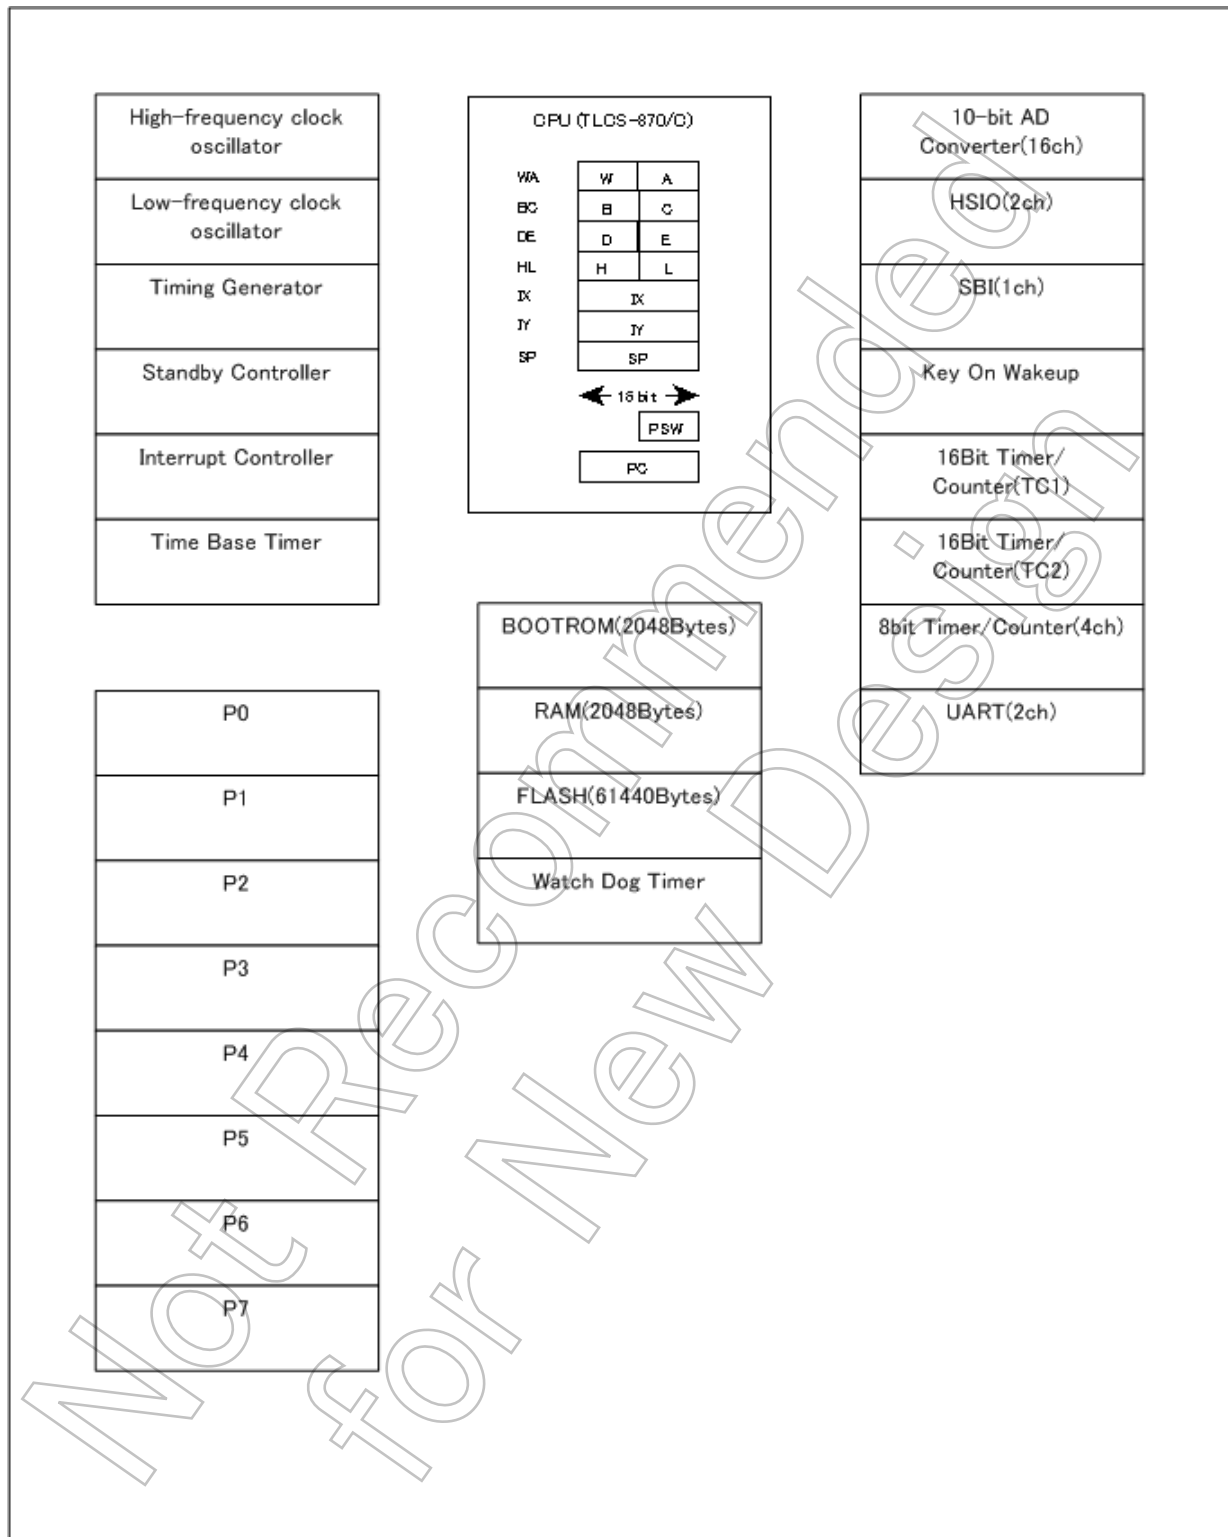 High-frequency clock
oscillator
Low-frequency clock
oscillator
Timing Generator
Standby Controller
Interrupt Controller
Time Base Timer
P0
P1
P2
P3
P4
P5
P6
P7
CPU (TLCS-870/C)
WA W A
BC B C
DE D E
HL H L
IX IX
IY IY
SP SP
16 bit
PSW
PC
BOOTROM(2048Bytes)
RAM(2048Bytes)
FLASH(61440Bytes)
Watch Dog Timer
10-bit AD
Converter(16ch)
HSIO(2ch)
SBI(1ch)
Key On Wakeup
16Bit Timer/
Counter(TC1)
16Bit Timer/
Counter(TC2)
8bit Timer/Counter(4ch)
UART(2ch)
Not Recommended
for New Design